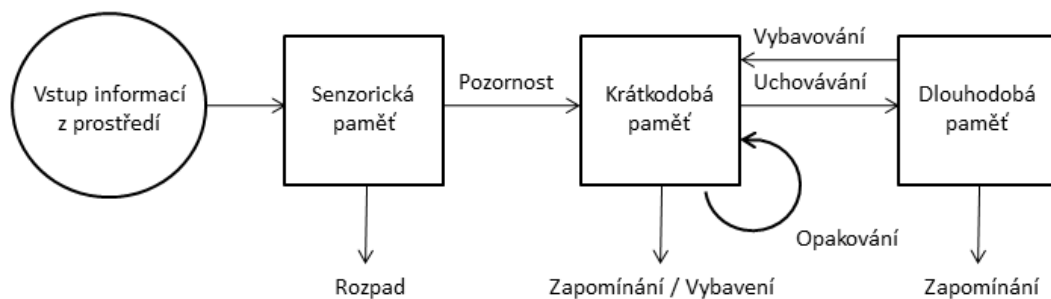 Vstup informací
z prostředí
Senzorická
paměť
Pozornost
Krátkodobá
paměť
Vybavování
Uchovávání
Dlouhodobá
paměť
Opakování
Rozpad
Zapomínání / Vybavení
Zapomínání